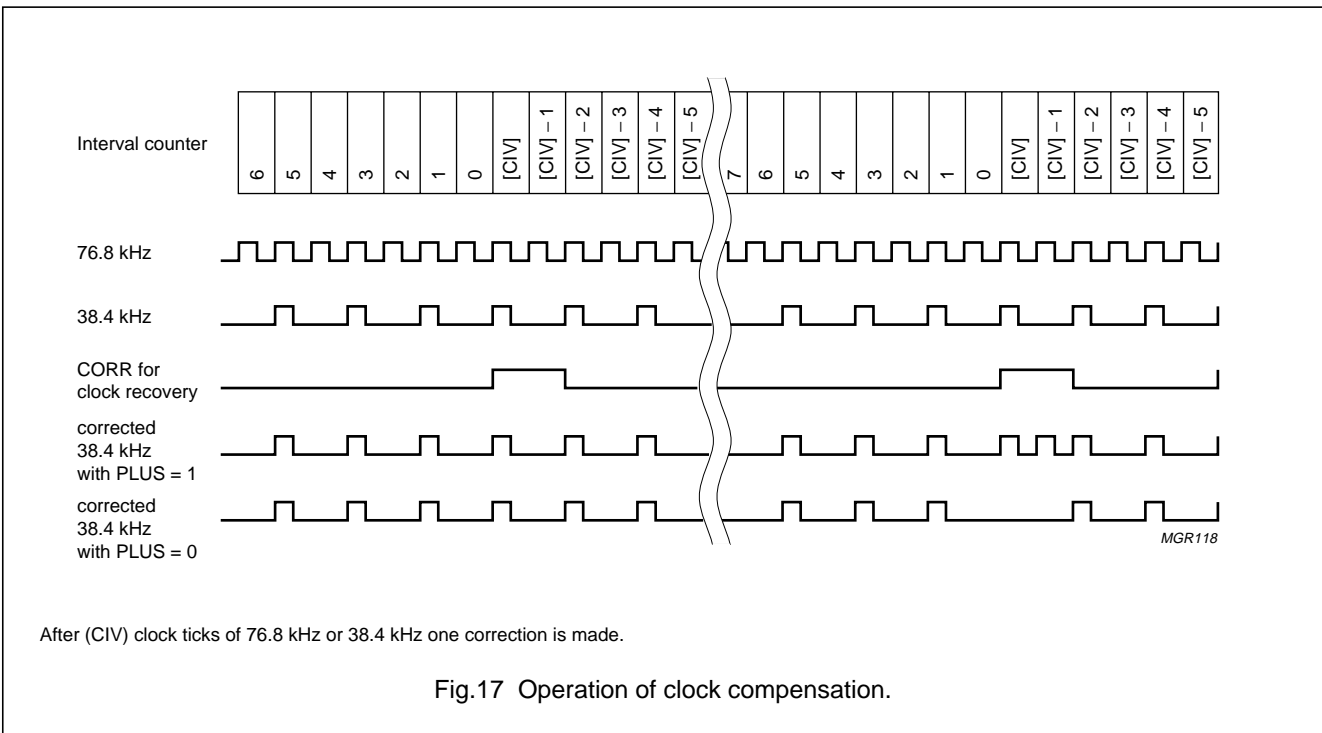 Interval counter
6 5 4 3 2 1 0 [CIV] [CIV] – 1 [CIV] – 2 [CIV] – 3 [CIV] – 4 [CIV] – 5 7 6 5 4 3 2 1 0 [CIV] [CIV] – 1 [CIV] – 2 [CIV] – 3 [CIV] – 4 [CIV] – 5
76.8 kHz
38.4 kHz
CORR for
clock recovery
corrected
38.4 kHz
with PLUS = 1
corrected
38.4 kHz
with PLUS = 0
MGR118
After (CIV) clock ticks of 76.8 kHz or 38.4 kHz one correction is made.
Fig.17 Operation of clock compensation.